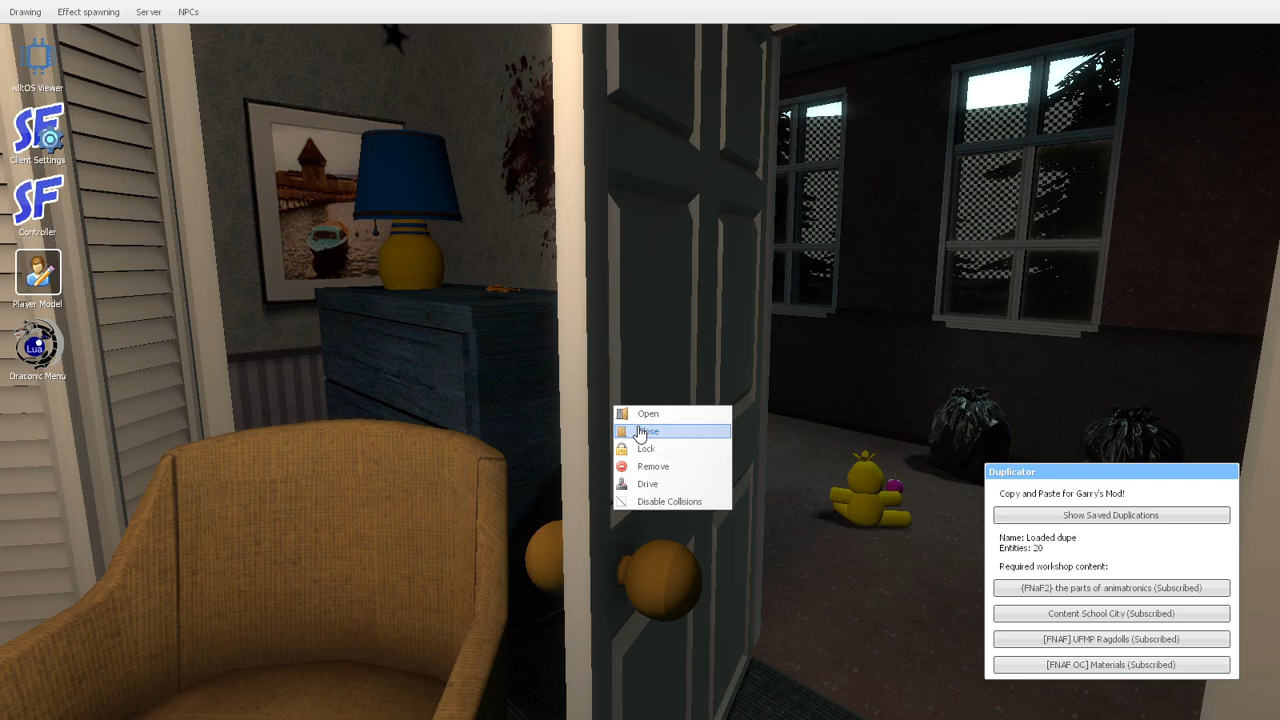 Drawing
Effect spawning
Server
NPCs
wiltOS Viewer
SF
Client Settings
SF
Controller
Player Model
Lua
Draconic Menu
Open
Close
Lock
Remove
Drive
Disable Collisions
Duplicator
Copy and Paste for Garry's Mod!
Show Saved Duplications
Name: Loaded dupe
Entities: 20
Required workshop content:
{FNaF2} the parts of animatronics (Subscribed)
Content School City (Subscribed)
[FNAF] UFMP Ragdolls (Subscribed)
[FNAF OC] Materials (Subscribed)